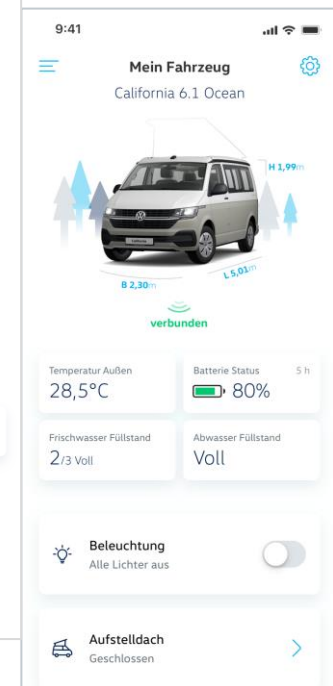 9:41
Mein Fahrzeug
California 6.1 Ocean
H 1,99m
B 2,30m
L 5,01m
verbunden
Temperatur Außen
28,5°C
Batterie Status 5 h
80%
Frischwasser Füllstand
2/3 Voll
Abwasser Füllstand
Voll
Beleuchtung
Alle Lichter aus
Aufstelldach
Geschlossen